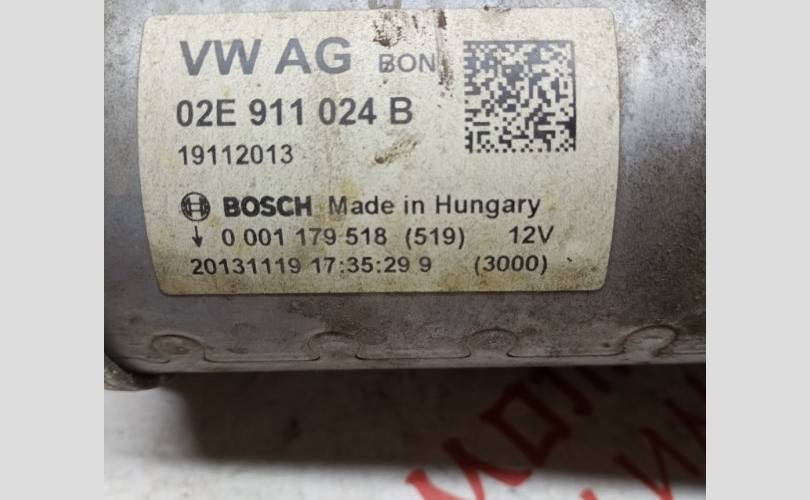 VW AG BON
02E 911 024 B
19112013
BOSCH Made in Hungary
↓ 0 001 179 518 (519) 12V
20131119 17:35:29 9 (3000)